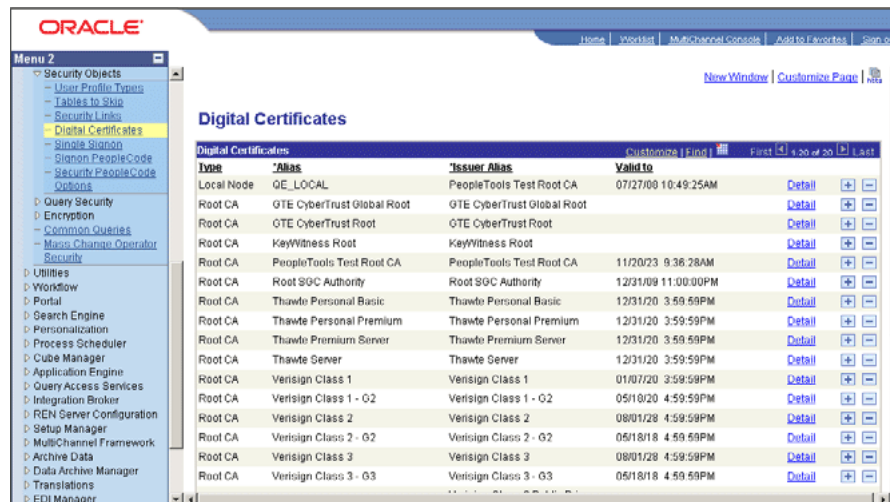 ORACLE'
Home | Worklist | MultiChannel Console | Add to Favorites | Sign o
Menu 2
Security Objects
User Profile Types
Tables to Skip
Security Links
Digital Certificates
Single Signon
Signon PeopleCode
Security PeopleCode Options
Query Security
Encryption
Common Queries
Mass Change Operator Security
Utilities
Workflow
Portal
Search Engine
Personalization
Process Scheduler
Cube Manager
Application Engine
Query Access Services
Integration Broker
REN Server Configuration
Setup Manager
MultiChannel Framework
Archive Data
Data Archive Manager
Translations
EDI Manager
New Window | Customize Page | http
Digital Certificates
Digital Certificates Customize | Find | First 1-20 of 20 Last
Type *Alias *Issuer Alias Valid to
Local Node QE_LOCAL PeopleTools Test Root CA 07/27/08 10:49:25AM Detail
Root CA GTE CyberTrust Global Root GTE CyberTrust Global Root Detail
Root CA GTE CyberTrust Root GTE CyberTrust Root Detail
Root CA KeyWitness Root KeyWitness Root Detail
Root CA PeopleTools Test Root CA PeopleTools Test Root CA 11/20/23 9:36:28AM Detail
Root CA Root SGC Authority Root SGC Authority 12/31/09 11:00:00PM Detail
Root CA Thawte Personal Basic Thawte Personal Basic 12/31/20 3:59:59PM Detail
Root CA Thawte Personal Premium Thawte Personal Premium 12/31/20 3:59:59PM Detail
Root CA Thawte Premium Server Thawte Premium Server 12/31/20 3:59:59PM Detail
Root CA Thawte Server Thawte Server 12/31/20 3:59:59PM Detail
Root CA Verisign Class 1 Verisign Class 1 01/07/20 3:59:59PM Detail
Root CA Verisign Class 1 - G2 Verisign Class 1 - G2 05/18/20 4:59:59PM Detail
Root CA Verisign Class 2 Verisign Class 2 08/01/28 4:59:59PM Detail
Root CA Verisign Class 2 - G2 Verisign Class 2 - G2 05/18/18 4:59:59PM Detail
Root CA Verisign Class 3 Verisign Class 3 08/01/28 4:59:59PM Detail
Root CA Verisign Class 3 - G3 Verisign Class 3 - G3 05/18/18 4:59:59PM Detail